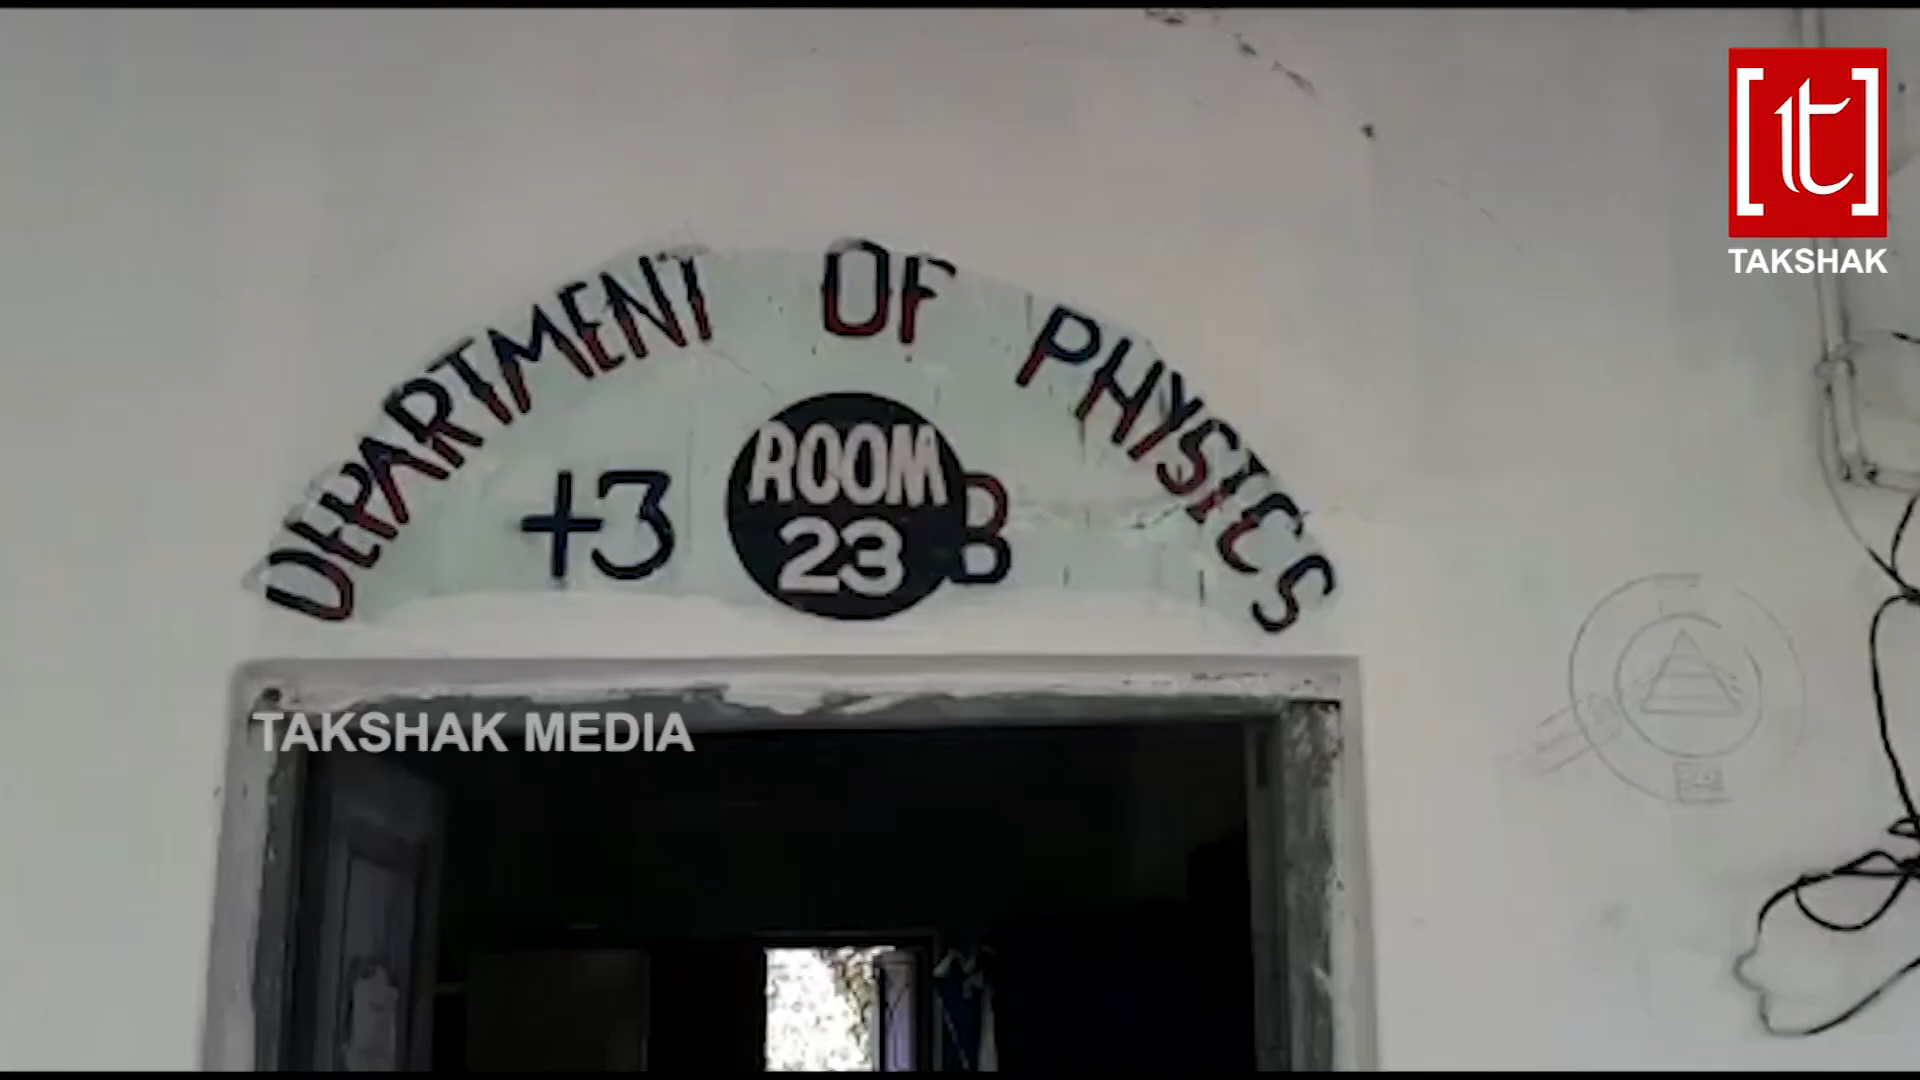 DEPARTMENT OF PHYSICS
+3
ROOM
23
B
TAKSHAK
TAKSHAK MEDIA